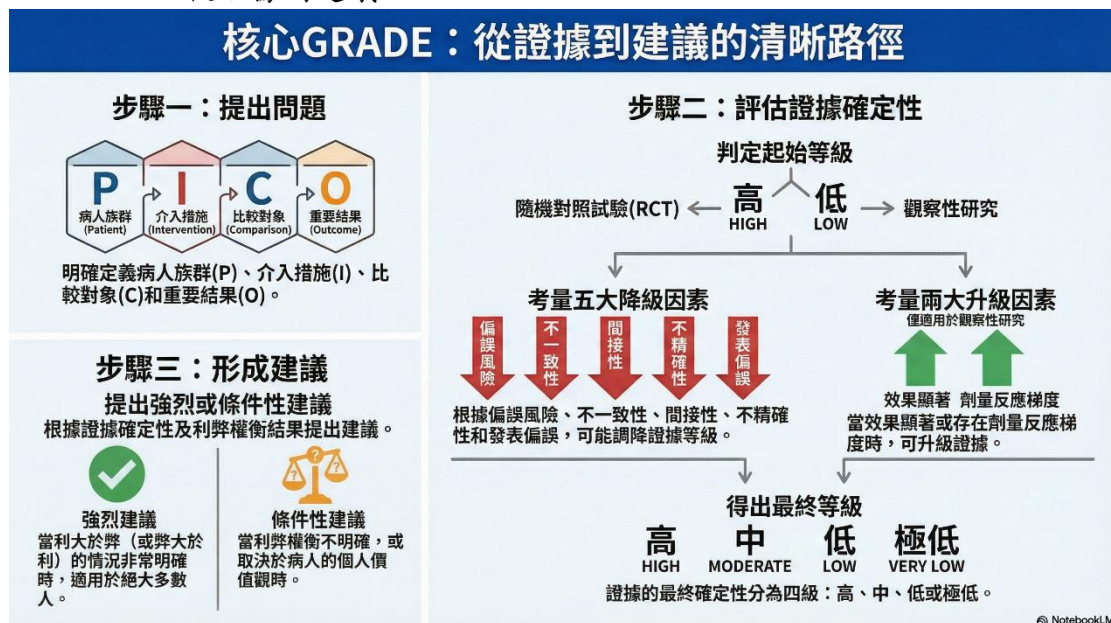 核心GRADE：從證據到建議的清晰路徑
步驟一：提出問題
P
病人族群
(Patient)
I
介入措施
(Intervention)
C
比較對象
(Comparison)
O
重要結果
(Outcome)
明確定義病人族群(P)、介入措施(I)、比
較對象(C)和重要結果(O)。
步驟二：評估證據確定性
判定起始等級
隨機對照試驗(RCT)
高
HIGH
低
LOW
觀察性研究
考量五大降級因素
偏誤風險
不一致性
間接性
不精確性
發表偏誤
根據偏誤風險、不一致性、間接性、不精確
性和發表偏誤，可能調降證據等級。
考量兩大升級因素
僅適用於觀察性研究
效果顯著 劑量反應梯度
當效果顯著或存在劑量反應梯
度時，可升級證據。
得出最終等級
高
HIGH
中
MODERATE
低
LOW
極低
VERY LOW
證據的最終確定性分為四級：高、中、低或極低。
步驟三：形成建議
提出強烈或條件性建議
根據證據確定性及利弊權衡結果提出建議。
強烈建議
當利大於弊（或弊大於
利）的情況非常明確
時，適用於絕大多數
人。
? ?
?
條件性建議
當利弊權衡不明確，或
取決於病人的個人價
值觀時。
NotebookLM